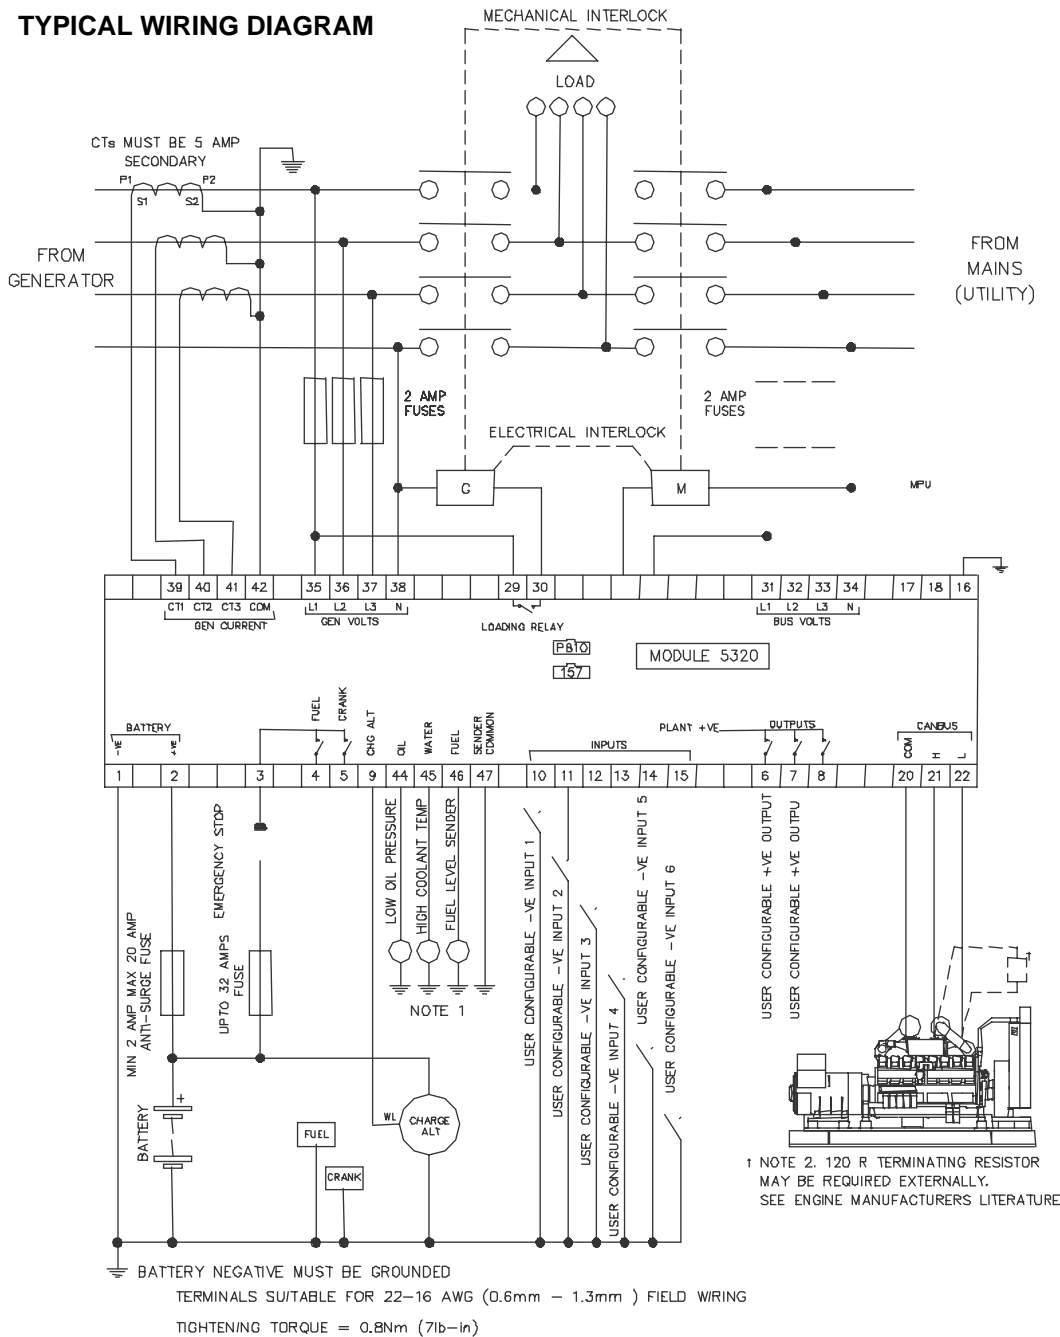 TYPICAL WIRING DIAGRAM
MECHANICAL INTERLOCK
LOAD
CTs MUST BE 5 AMP
SECONDARY
P1
P2
S1
S2
FROM
GENERATOR
FROM
MAINS
(UTILITY)
2 AMP
FUSES
2 AMP
FUSES
ELECTRICAL INTERLOCK
G
M
MPU
39
40
41
42
35
36
37
38
29
30
31
32
33
34
17
18
16
CT1
CT2
CT3
COM
L1
L2
L3
N
L1
L2
L3
N
GEN CURRENT
GEN VOLTS
LOADING RELAY
BUS VOLTS
P810
157
MODULE 5320
BATTERY
-VE
+VE
FUEL
CRANK
CHG ALT
OIL
WATER
FUEL
SENDER
COMMON
INPUTS
PLANT +VE
OUTPUTS
CANBUS
COM
H
L
1
2
3
4
5
9
44
45
46
47
10
11
12
13
14
15
6
7
8
20
21
22
MIN 2 AMP MAX 20 AMP
ANTI-SURGE FUSE
EMERGENCY STOP
UPTO 32 AMPS
FUSE
LOW OIL PRESSURE
HIGH COOLANT TEMP
FUEL LEVEL SENDER
NOTE 1
USER CONFIGURABLE -VE INPUT 1
USER CONFIGURABLE -VE INPUT 2
USER CONFIGURABLE -VE INPUT 3
USER CONFIGURABLE -VE INPUT 4
USER CONFIGURABLE -VE INPUT 5
USER CONFIGURABLE -VE INPUT 6
USER CONFIGURABLE +VE OUTPUT
USER CONFIGURABLE +VE OUTPU
BATTERY
+
FUEL
CRANK
WL
CHARGE
ALT
†
† NOTE 2. 120 R TERMINATING RESISTOR
MAY BE REQUIRED EXTERNALLY.
SEE ENGINE MANUFACTURERS LITERATURE
BATTERY NEGATIVE MUST BE GROUNDED
TERMINALS SUITABLE FOR 22-16 AWG (0.6mm - 1.3mm ) FIELD WIRING
TIGHTENING TORQUE = 0.8Nm (7lb-in)